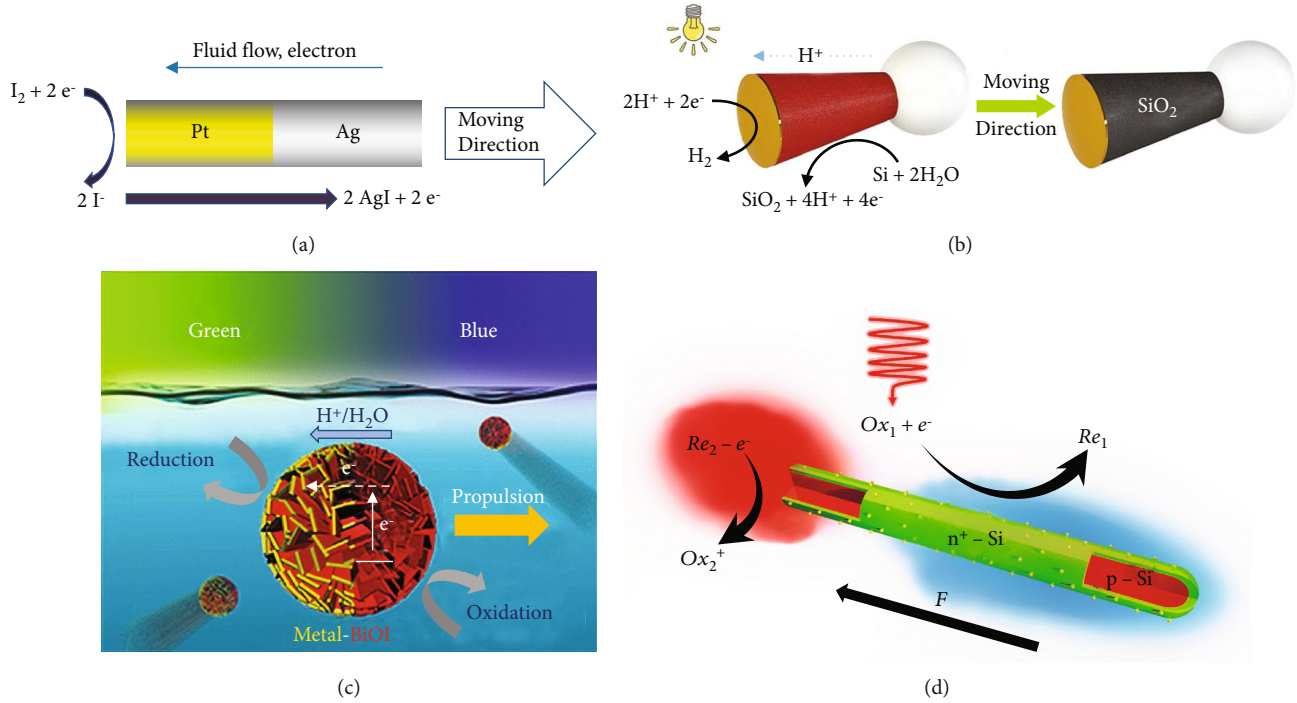 Fluid flow, electron
I₂ + 2 e⁻
Pt
Ag
Moving
Direction
2 I⁻
2 AgI + 2 e⁻
(a)
H⁺
2H⁺ + 2e⁻
H₂
Si + 2H₂O
SiO₂ + 4H⁺ + 4e⁻
Moving
Direction
SiO₂
(b)
Green
Blue
H⁺/H₂O
Reduction
e⁻
e⁻
Propulsion
Oxidation
Metal-BiOI
(c)
Ox₁ + e⁻
Re₁
Re₂ – e⁻
Ox₂⁺
n⁺ – Si
p – Si
F
(d)